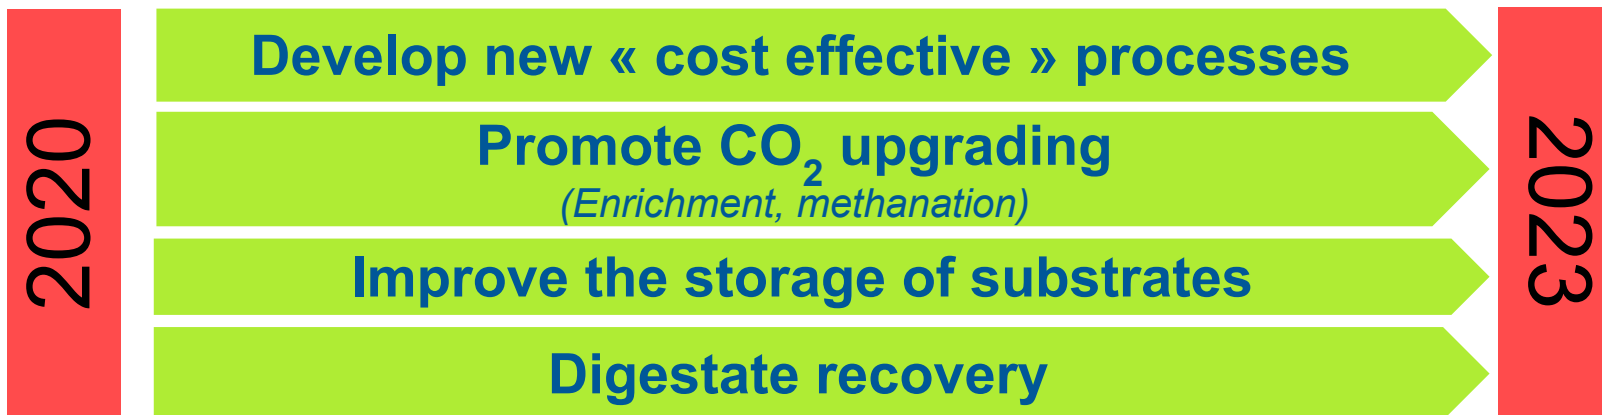 2020
Develop new « cost effective » processes
Promote CO₂ upgrading
(Enrichment, methanation)
Improve the storage of substrates
Digestate recovery
2023